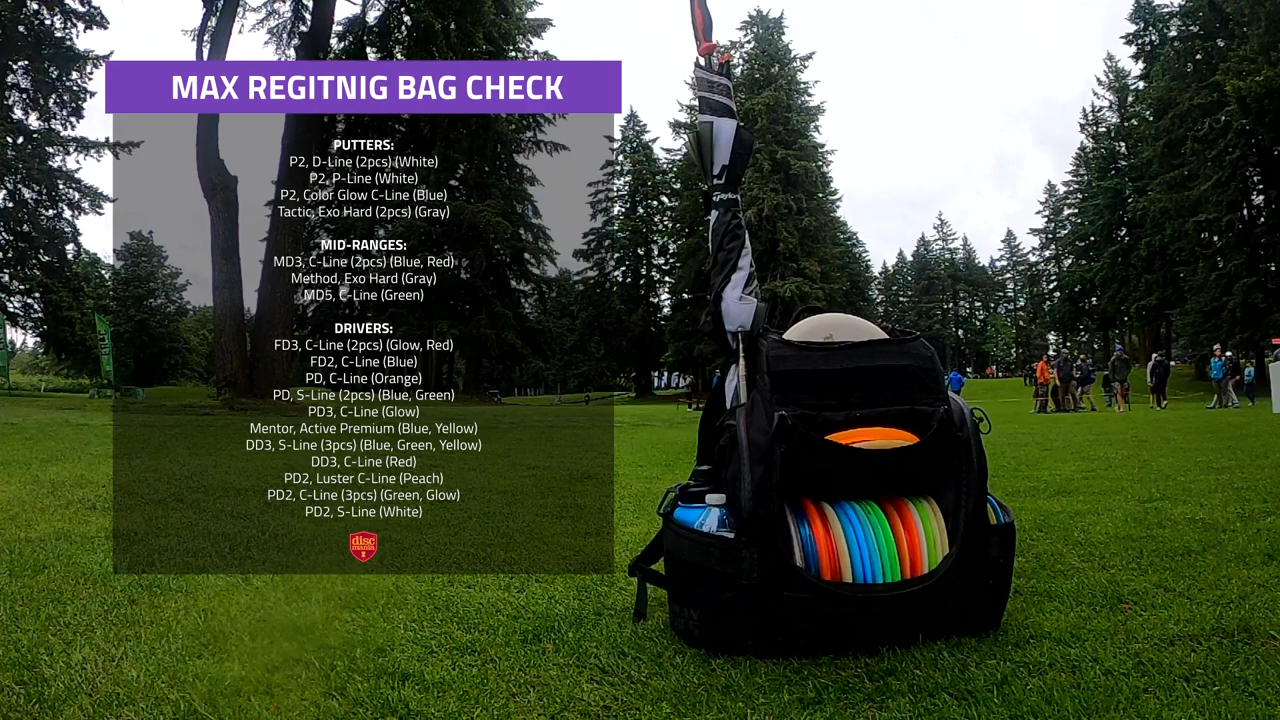 MAX REGITNIG BAG CHECK
PUTTERS:
P2, D-Line (2pcs) (White)
P2, P-Line (White)
P2, Color Glow C-Line (Blue)
Tactic, Exo Hard (2pcs) (Gray)
MID-RANGES:
MD3, C-Line (2pcs) (Blue, Red)
Method, Exo Hard (Gray)
MD5, C-Line (Green)
DRIVERS:
FD3, C-Line (2pcs) (Glow, Red)
FD2, C-Line (Blue)
PD, C-Line (Orange)
PD, S-Line (2pcs) (Blue, Green)
PD3, C-Line (Glow)
Mentor, Active Premium (Blue, Yellow)
DD3, S-Line (3pcs) (Blue, Green, Yellow)
DD3, C-Line (Red)
PD2, Luster C-Line (Peach)
PD2, C-Line (3pcs) (Green, Glow)
PD2, S-Line (White)
disc
mania